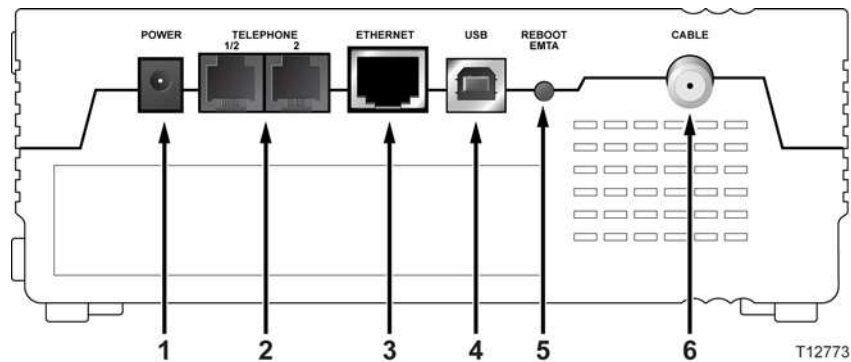 POWER
TELEPHONE
1/2 2
ETHERNET
USB
REBOOT
EMTA
CABLE
1 2 3 4 5 6
T12773